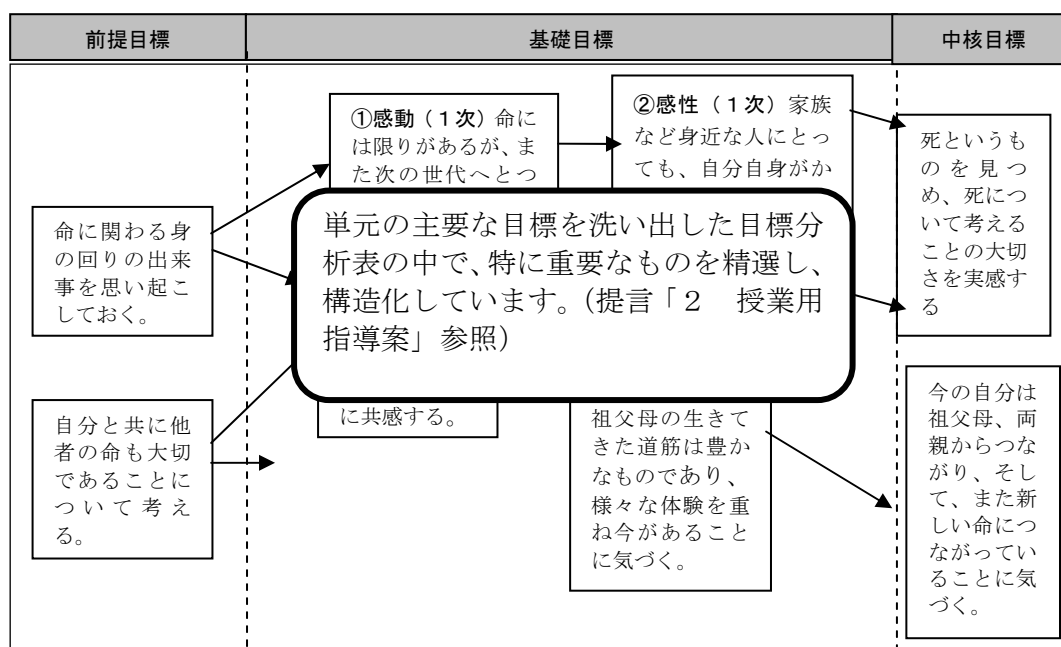 前提目標
基礎目標
中核目標
命に関わる身
の回りの出来
事を思い起こ
しておく。
自分と共に他
者の命も大切
であることに
ついて考え
る。
①感動（１次）命に
は限りがあるが、ま
た次の世代へとつ
②感性（１次）家族
など身近な人にとっ
ても、自分自身がか
単元の主要な目標を洗い出した目標分
析表の中で、特に重要なものを精選し、
構造化しています。（提言「２　授業用
指導案」参照）
に共感する。
祖父母の生きて
きた道筋は豊か
なものであり、
様々な体験を重
ね今があること
に気づく。
死というも
のを見つ
め、死につ
いて考える
ことの大切
さを実感す
る
今の自分は
祖父母、両
親からつな
がり、そし
て、また新
しい命につ
ながってい
ることに気
づく。